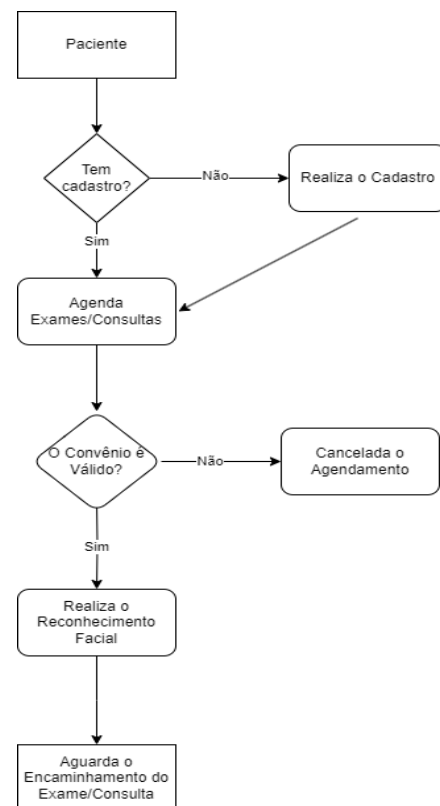 Paciente
Tem
cadastro?
Não
Realiza o Cadastro
Sim
Agenda
Exames/Consultas
O Convênio é
Válido?
Não
Cancelada o
Agendamento
Sim
Realiza o
Reconhecimento
Facial
Aguarda o
Encaminhamento do
Exame/Consulta